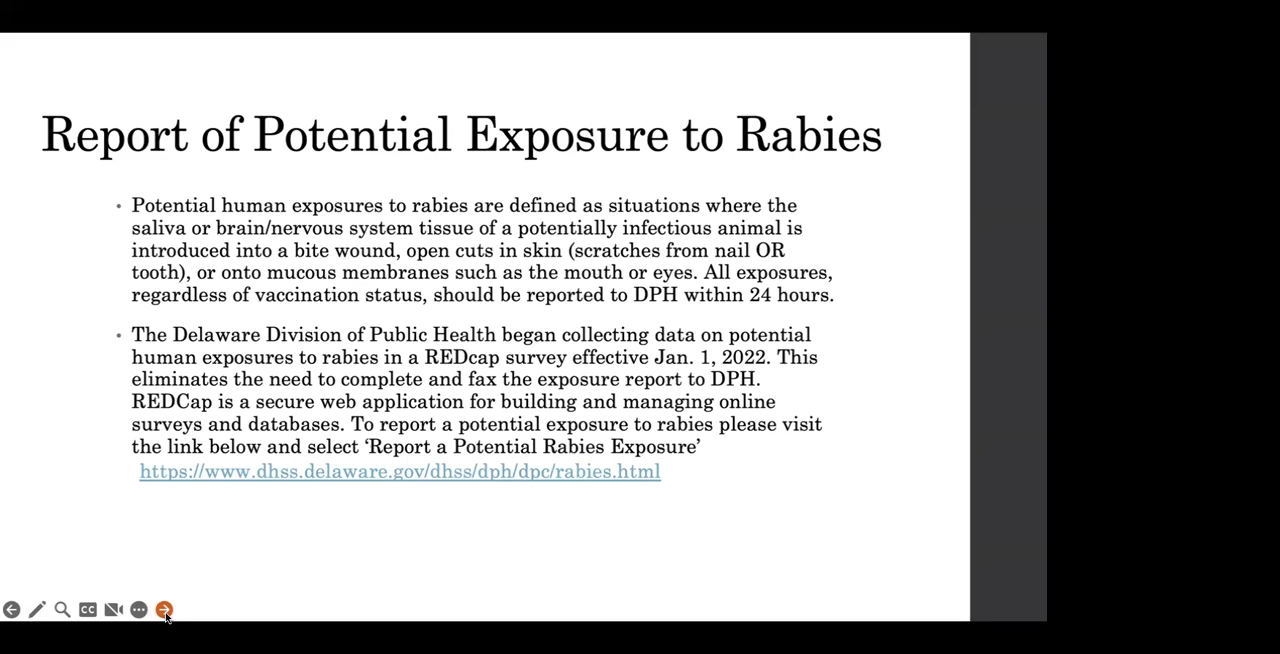 Report of Potential Exposure to Rabies
• Potential human exposures to rabies are defined as situations where the
saliva or brain/nervous system tissue of a potentially infectious animal is
introduced into a bite wound, open cuts in skin (scratches from nail OR
tooth), or onto mucous membranes such as the mouth or eyes. All exposures,
regardless of vaccination status, should be reported to DPH within 24 hours.
• The Delaware Division of Public Health began collecting data on potential
human exposures to rabies in a REDcap survey effective Jan. 1, 2022. This
eliminates the need to complete and fax the exposure report to DPH.
REDCap is a secure web application for building and managing online
surveys and databases. To report a potential exposure to rabies please visit
the link below and select ‘Report a Potential Rabies Exposure’
https://www.dhss.delaware.gov/dhss/dph/dpc/rabies.html
CC